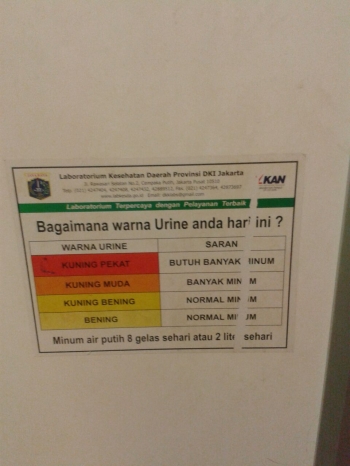 Laboratorium Kesehatan Daerah Provinsi DKI Jakarta
KAN
Laboratorium Terpercaya dengan Pelayanan Terbaik
Bagaimana warna Urine anda hari ini ?
WARNA URINE SARAN
KUNING PEKAT BUTUH BANYAK MINUM
KUNING MUDA BANYAK MINUM
KUNING BENING NORMAL MINUM
BENING NORMAL MINUM
Minum air putih 8 gelas sehari atau 2 liter sehari